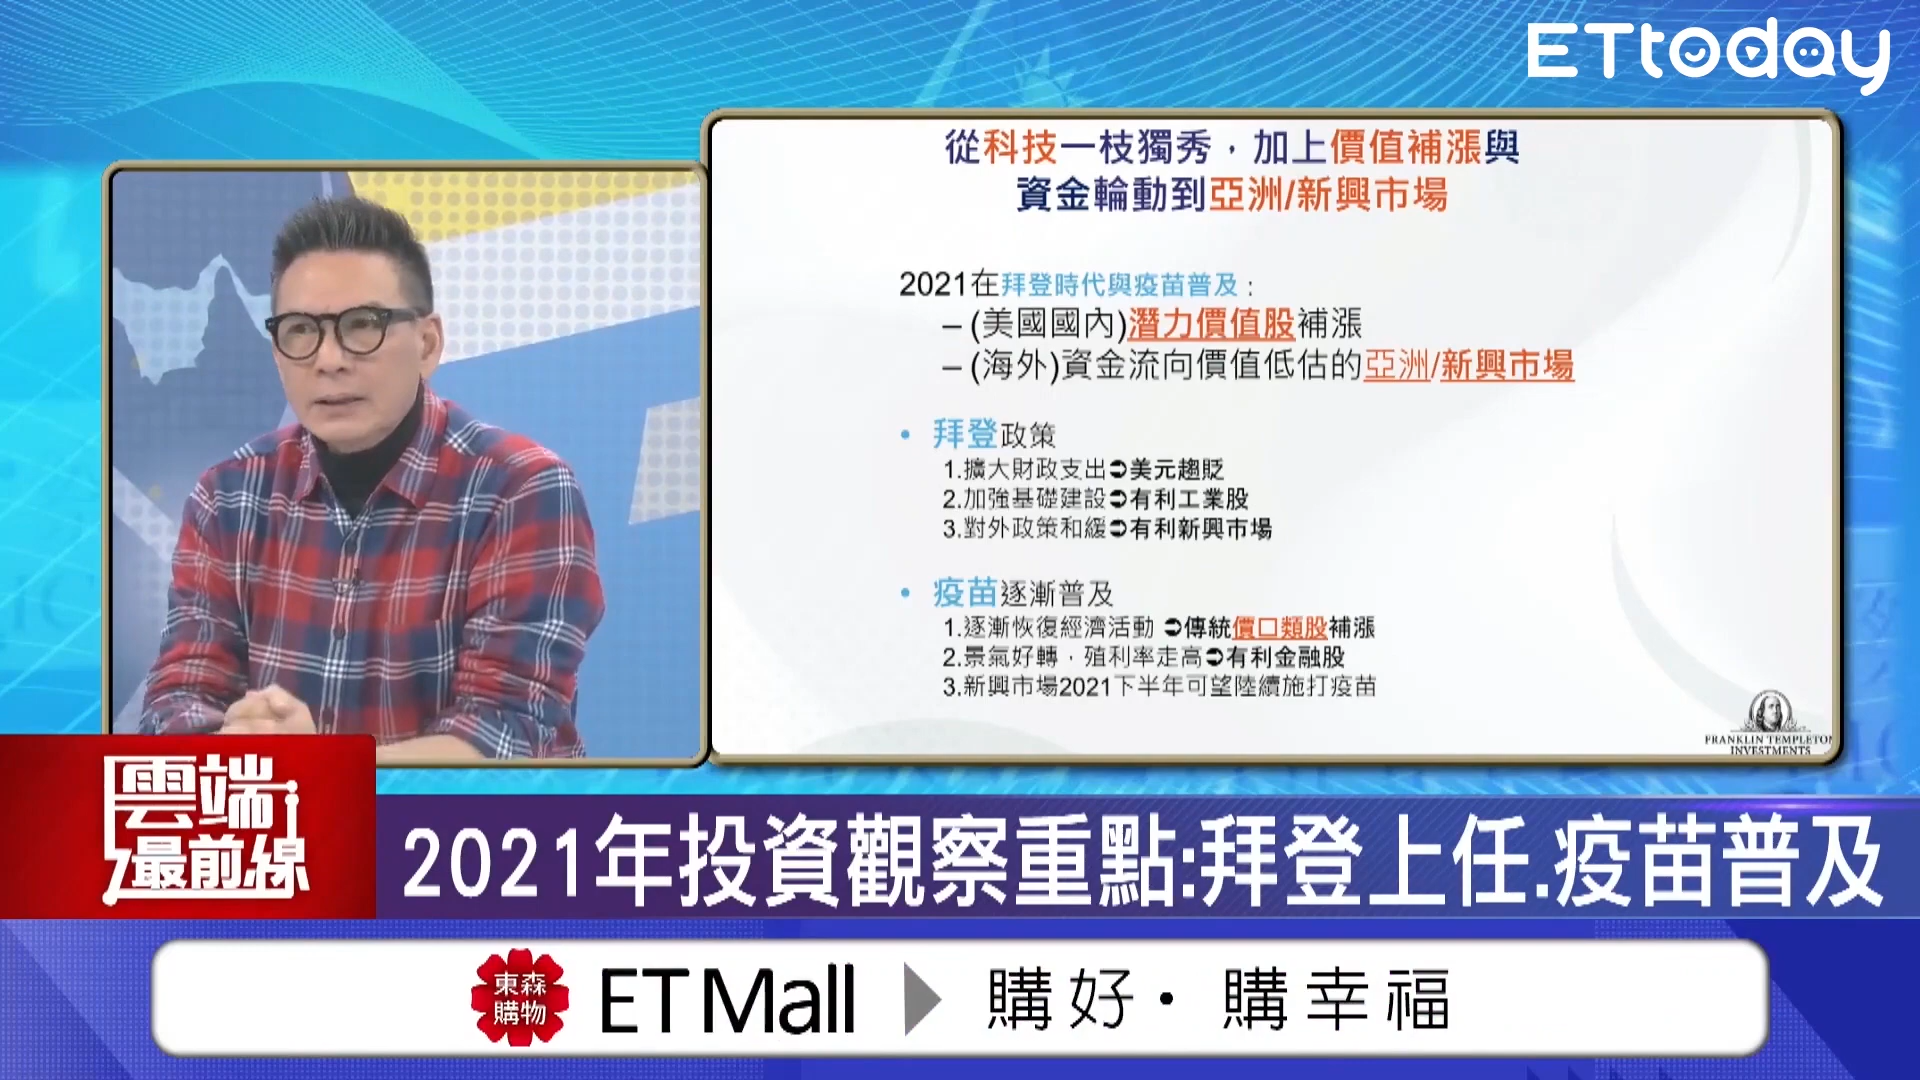 ETtoday
從科技一枝獨秀，加上價值補漲與
資金輪動到亞洲/新興市場
2021在拜登時代與疫苗普及：
– (美國國內)潛力價值股補漲
– (海外)資金流向價值低估的亞洲/新興市場
• 拜登政策
1.擴大財政支出➲美元趨貶
2.加強基礎建設➲有利工業股
3.對外政策和緩➲有利新興市場
• 疫苗逐漸普及
1.逐漸恢復經濟活動 ➲傳統價口類股補漲
2.景氣好轉，殖利率走高➲有利金融股
3.新興市場2021下半年可望陸續施打疫苗
FRANKLIN TEMPLETON
INVESTMENTS
雲端
最前線
2021年投資觀察重點:拜登上任.疫苗普及
東森
購物
ETMall
購好・購幸福